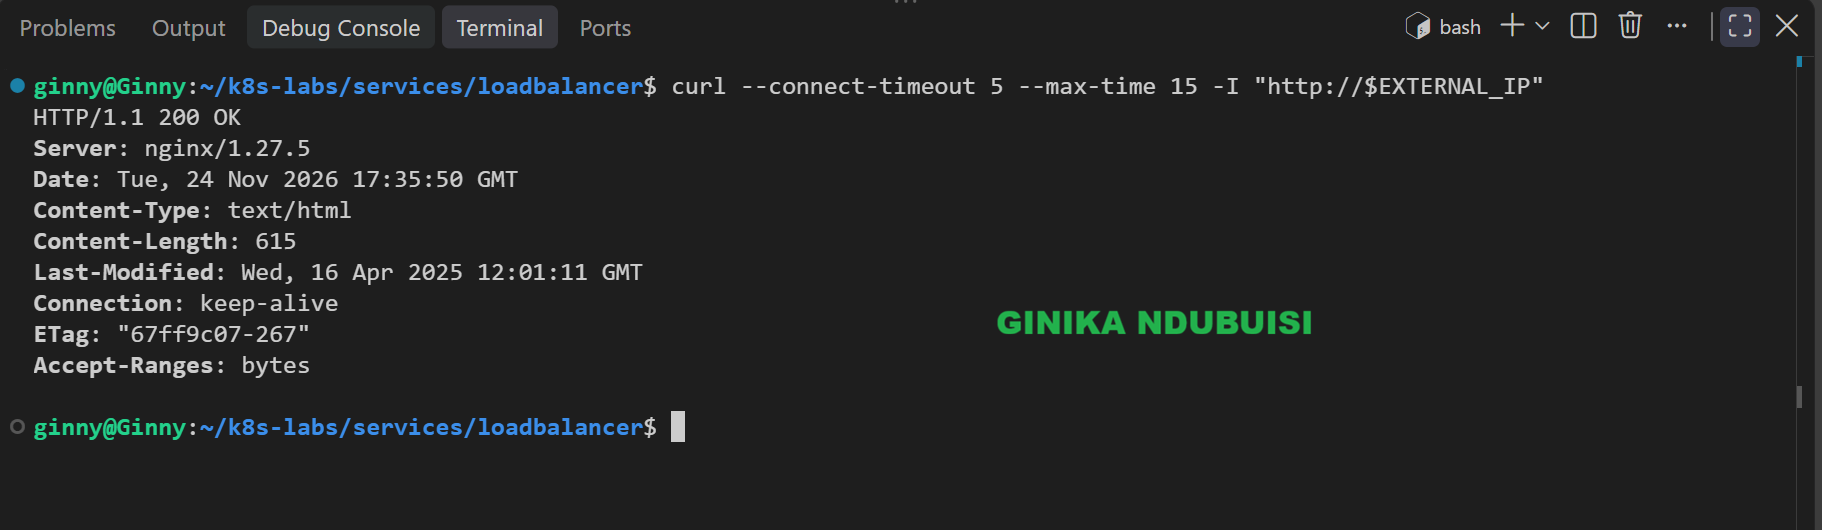 Problems Output Debug Console Terminal Ports bash
ginny@Ginny:~/k8s-labs/services/loadbalancer$ curl --connect-timeout 5 --max-time 15 -I "http://$EXTERNAL_IP"
HTTP/1.1 200 OK
Server: nginx/1.27.5
Date: Tue, 24 Nov 2026 17:35:50 GMT
Content-Type: text/html
Content-Length: 615
Last-Modified: Wed, 16 Apr 2025 12:01:11 GMT
Connection: keep-alive
GINIKA NDUBUISI
ETag: "67ff9c07-267"
Accept-Ranges: bytes
ginny@Ginny:~/k8s-labs/services/loadbalancer$